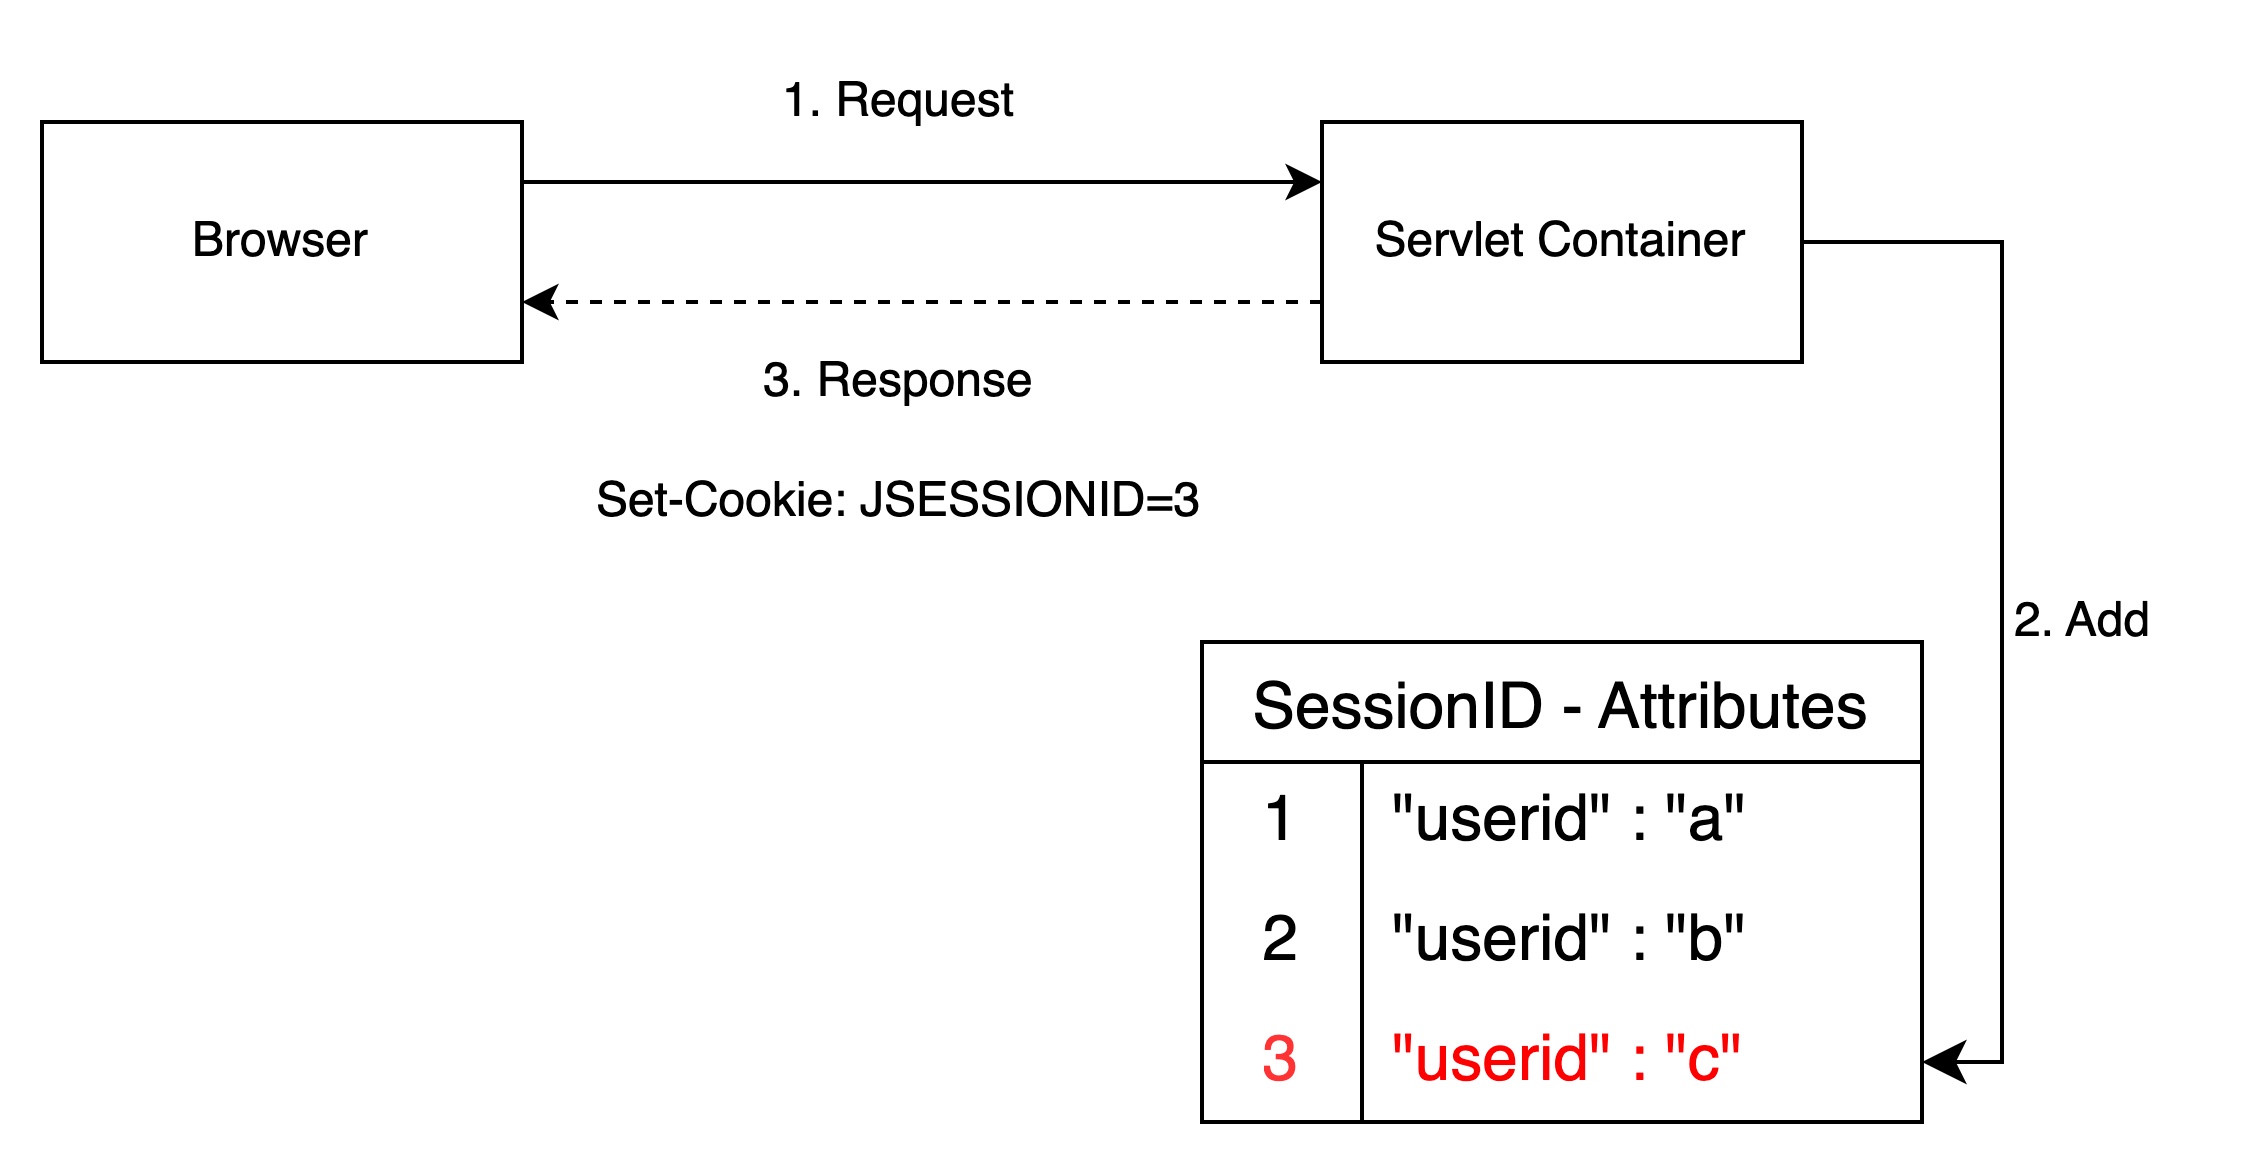 1. Request
Browser
Servlet Container
3. Response
Set-Cookie: JSESSIONID=3
2. Add
SessionID - Attributes
1 "userid" : "a"
2 "userid" : "b"
3 "userid" : "c"